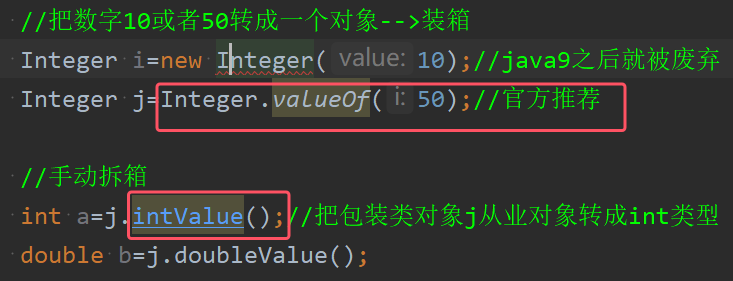 //把数字10或者50转成一个对象-->装箱
Integer i=new Integer( value: 10);//java9之后就被废弃
Integer j=Integer.valueOf( i: 50);//官方推荐
//手动拆箱
int a=j.intValue();//把包装类对象j从业对象转成int类型
double b=j.doubleValue();